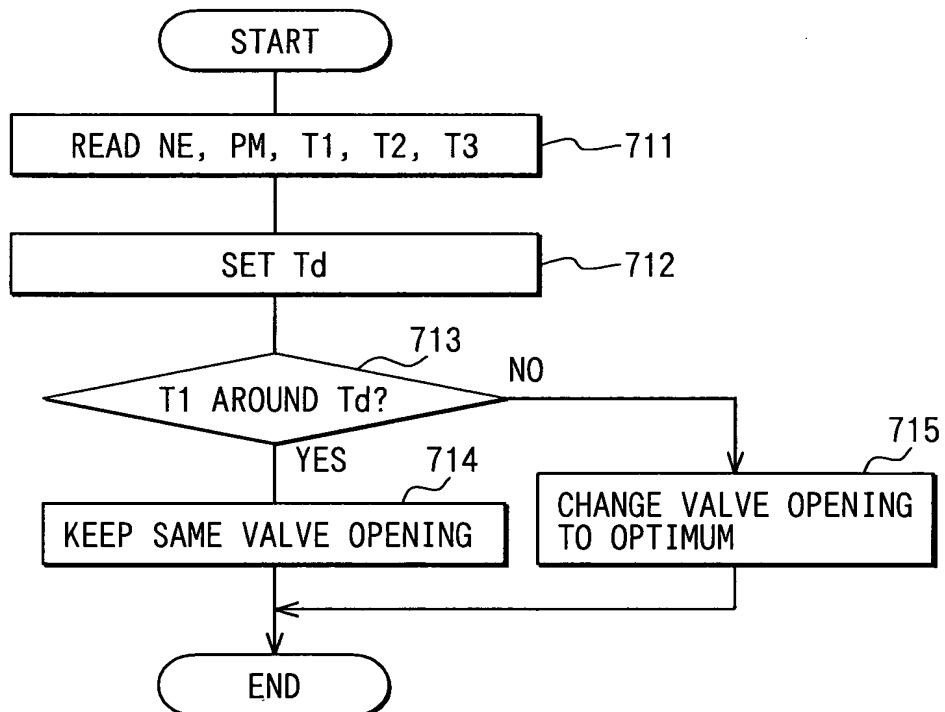 START
READ NE, PM, T1, T2, T3
711
SET Td
712
713
T1 AROUND Td?
NO
YES
714
KEEP SAME VALVE OPENING
715
CHANGE VALVE OPENING
TO OPTIMUM
END